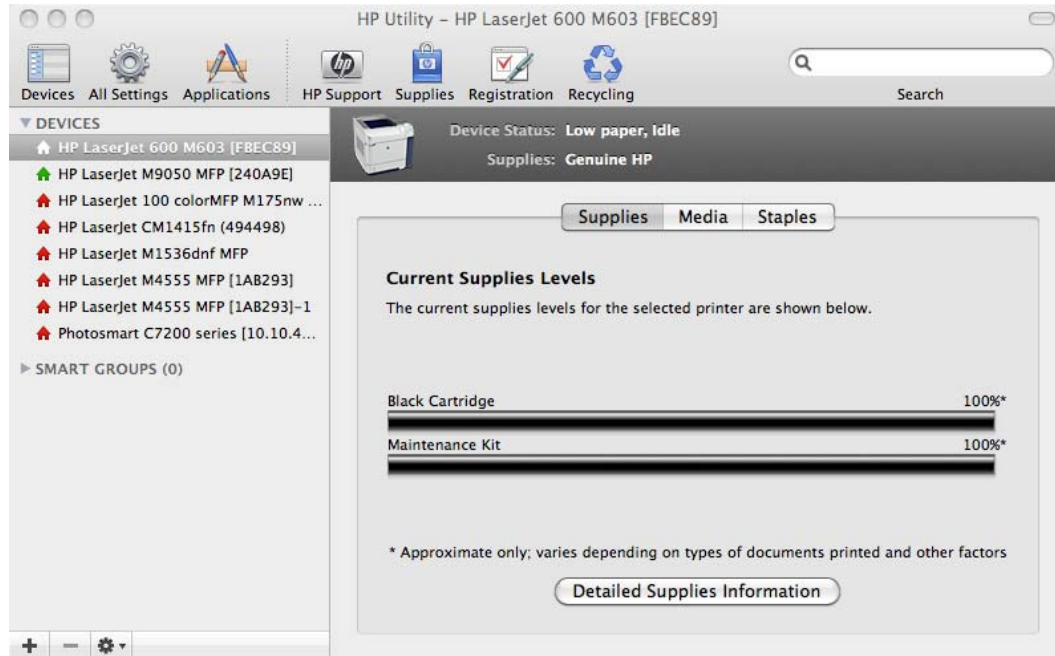 HP Utility – HP LaserJet 600 M603 [FBEC89]
Devices All Settings Applications HP Support Supplies Registration Recycling Search
DEVICES
HP LaserJet 600 M603 [FBEC89]
HP LaserJet M9050 MFP [240A9E]
HP LaserJet 100 colorMFP M175nw ...
HP LaserJet CM1415fn (494498)
HP LaserJet M1536dnf MFP
HP LaserJet M4555 MFP [1AB293]
HP LaserJet M4555 MFP [1AB293]-1
Photosmart C7200 series [10.10.4...
SMART GROUPS (0)
Device Status: Low paper, Idle
Supplies: Genuine HP
Supplies Media Staples
Current Supplies Levels
The current supplies levels for the selected printer are shown below.
Black Cartridge 100%*
Maintenance Kit 100%*
* Approximate only; varies depending on types of documents printed and other factors
Detailed Supplies Information